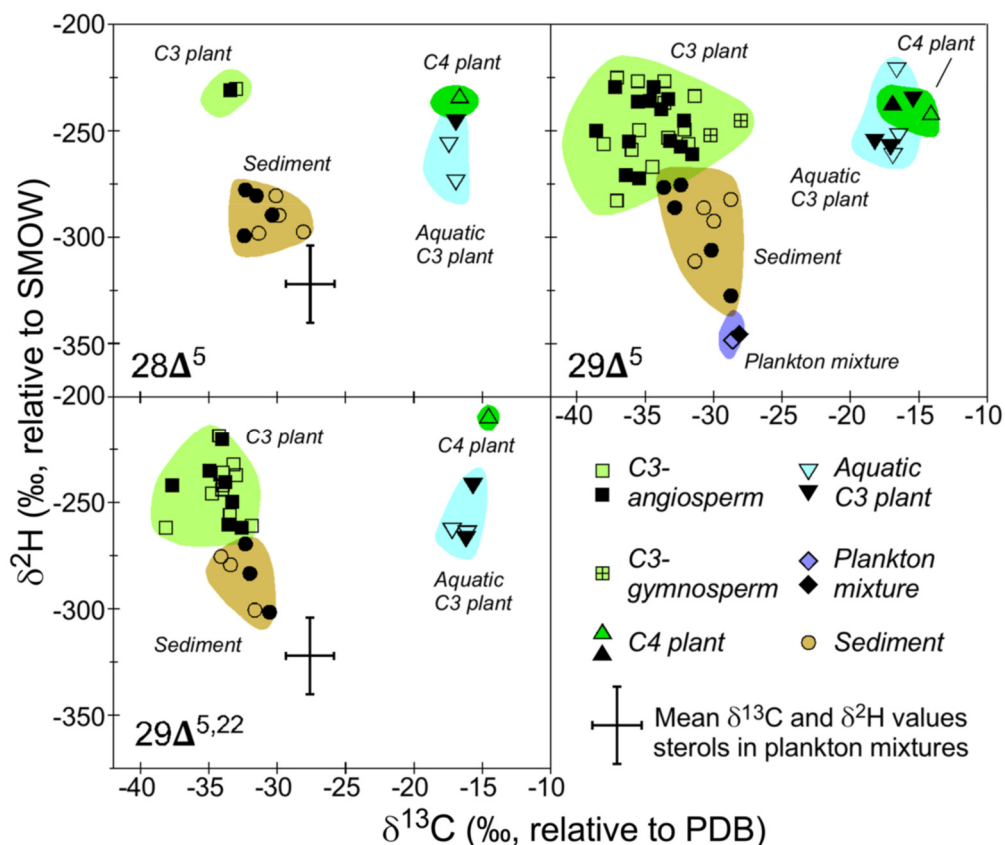 -200
-250
-300
-350
-200
-250
-300
-350
δ²H (‰, relative to SMOW)
C3 plant
C4 plant
Sediment
Aquatic
C3 plant
28Δ⁵
C3 plant
C4 plant
Aquatic
C3 plant
Sediment
Plankton mixture
29Δ⁵
-40 -35 -30 -25 -20 -15 -10
C3 plant
C4 plant
Aquatic
C3 plant
Sediment
29Δ⁵,²²
-40 -35 -30 -25 -20 -15
δ¹³C (‰, relative to PDB)
C3-
angiosperm
Aquatic
C3 plant
C3-
gymnosperm
Plankton
mixture
C4 plant
Sediment
Mean δ¹³C and δ²H values
sterols in plankton mixtures